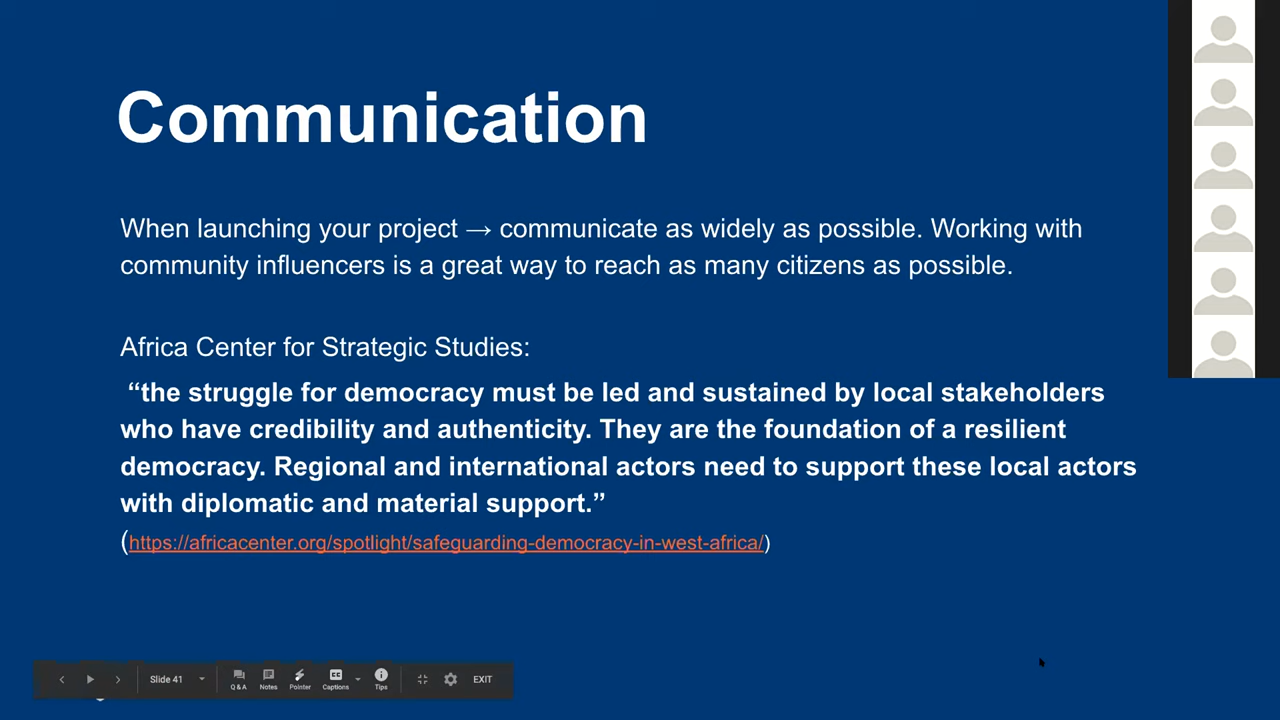 Communication
When launching your project → communicate as widely as possible. Working with
community influencers is a great way to reach as many citizens as possible.
Africa Center for Strategic Studies:
“the struggle for democracy must be led and sustained by local stakeholders
who have credibility and authenticity. They are the foundation of a resilient
democracy. Regional and international actors need to support these local actors
with diplomatic and material support.”
(https://africacenter.org/spotlight/safeguarding-democracy-in-west-africa/)
Slide 41 Q & A Notes Pointer Captions Tips EXIT